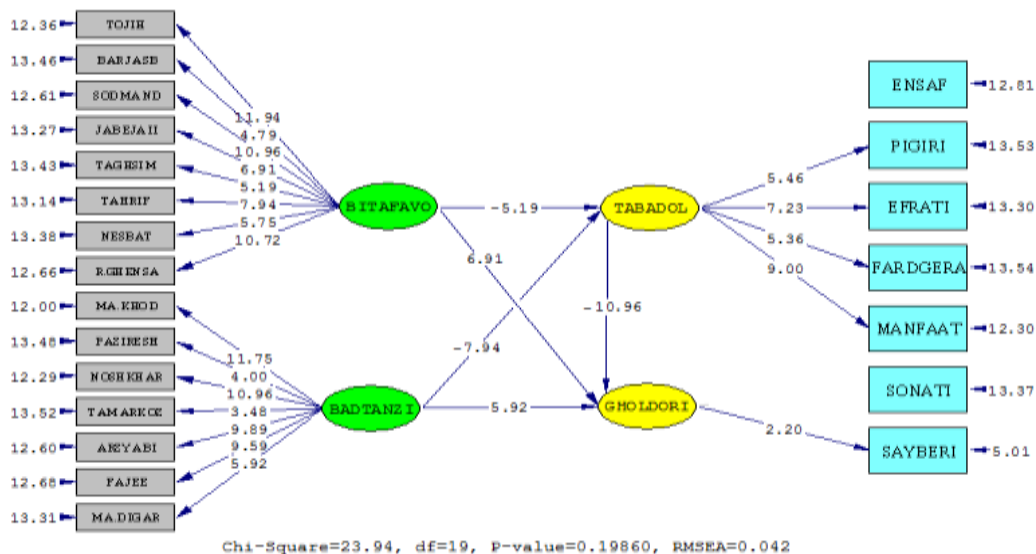 12.36 TOJIH
13.46 BARJASB
12.61 SODMAND
13.27 JABEJAII
13.43 TAGHSIM
13.14 TAHRIF
13.38 NESBAT
12.66 R.GHENSA
12.00 MA.KHOD
13.48 PAZIRESH
12.29 NOSHKHAR
13.52 TAMARKOZ
12.60 ARZYABI
12.68 FAJEE
13.31 MA.DIGAR
11.94
4.79
10.96
6.91
5.19
7.94
5.75
10.72
11.75
4.00
10.96
3.48
9.89
9.59
5.92
BITAFAVO
BADTANZI
-5.19
6.91
-7.94
5.92
-10.96
TABADOL
GHOLDORI
5.46
7.23
5.36
9.00
2.20
ENSAF 12.81
PIGIRI 13.53
EFRATI 13.30
FARDGERA 13.54
MANFAAT 12.30
SONATI 13.37
SAYBERI 5.01
Chi-Square=23.94, df=19, P-value=0.19860, RMSEA=0.042